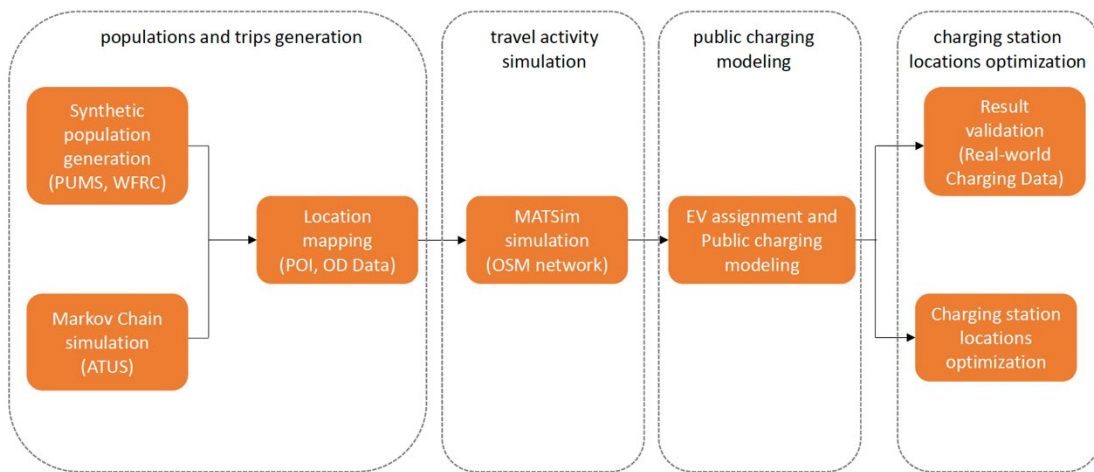 populations and trips generation
Synthetic
population
generation
(PUMS, WFRC)
Markov Chain
simulation
(ATUS)
Location
mapping
(POI, OD Data)
travel activity
simulation
MATSim
simulation
(OSM network)
public charging
modeling
EV assignment and
Public charging
modeling
charging station
locations optimization
Result
validation
(Real-world
Charging Data)
Charging station
locations
optimization